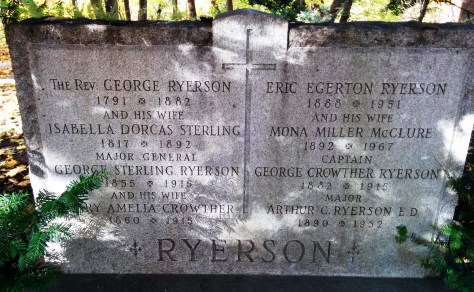 THE REV. GEORGE RYERSON
1791 1882
AND HIS WIFE
ISABELLA DORCAS STERLING
1817 1892
MAJOR GENERAL
GEORGE STERLING RYERSON
1855
AND HIS WIFE
AMELIA CROWTHER
1860 1915
ERIC EGERTON RYERSON
1888 1951
AND HIS WIFE
MONA MILLER McCLURE
1892 1967
CAPTAIN
GEORGE CROWTHER RYERSON
1882 1915
MAJOR
ARTHUR C. RYERSON E.D.
1890 1952
RYERSON